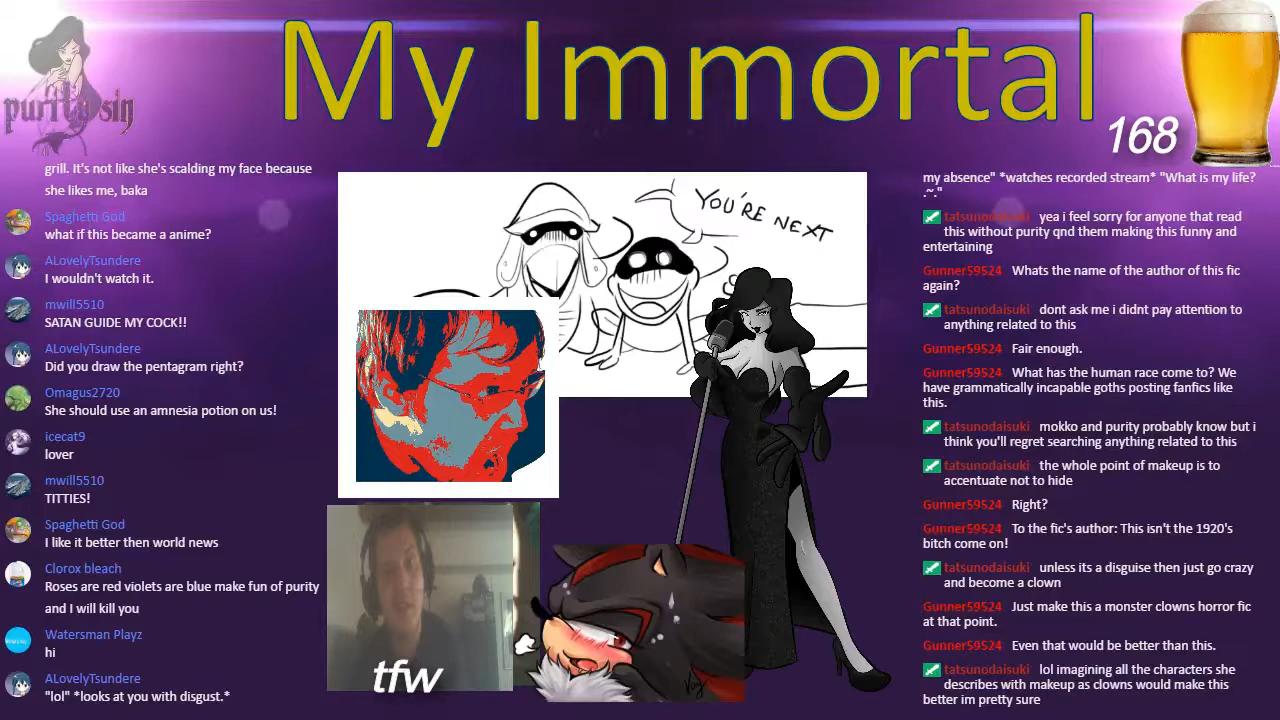 My Immortal
purity sin
168
grill. It's not like she's scalding my face because
she likes me, baka
Spaghetti God
what if this became a anime?
ALovelyTsundere
I wouldn't watch it.
mwill5510
SATAN GUIDE MY COCK!!
ALovelyTsundere
Did you draw the pentagram right?
Omagus2720
She should use an amnesia potion on us!
icecat9
lover
mwill5510
TITTIES!
Spaghetti God
I like it better then world news
Clorox bleach
Roses are red violets are blue make fun of purity
and I will kill you
Watersman Playz
hi
ALovelyTsundere
"lol" *looks at you with disgust.*
YOU'RE NEXT
tfw
my absence" *watches recorded stream* "What is my life?
.~."
tatsunodaisuki yea i feel sorry for anyone that read
this without purity qnd them making this funny and
entertaining
Gunner59524 Whats the name of the author of this fic
again?
tatsunodaisuki dont ask me i didnt pay attention to
anything related to this
Gunner59524 Fair enough.
Gunner59524 What has the human race come to? We
have grammatically incapable goths posting fanfics like
this.
tatsunodaisuki mokko and purity probably know but i
think you'll regret searching anything related to this
tatsunodaisuki the whole point of makeup is to
accentuate not to hide
Gunner59524 Right?
Gunner59524 To the fic's author: This isn't the 1920's
bitch come on!
tatsunodaisuki unless its a disguise then just go crazy
and become a clown
Gunner59524 Just make this a monster clowns horror fic
at that point.
Gunner59524 Even that would be better than this.
tatsunodaisuki lol imagining all the characters she
describes with makeup as clowns would make this
better im pretty sure